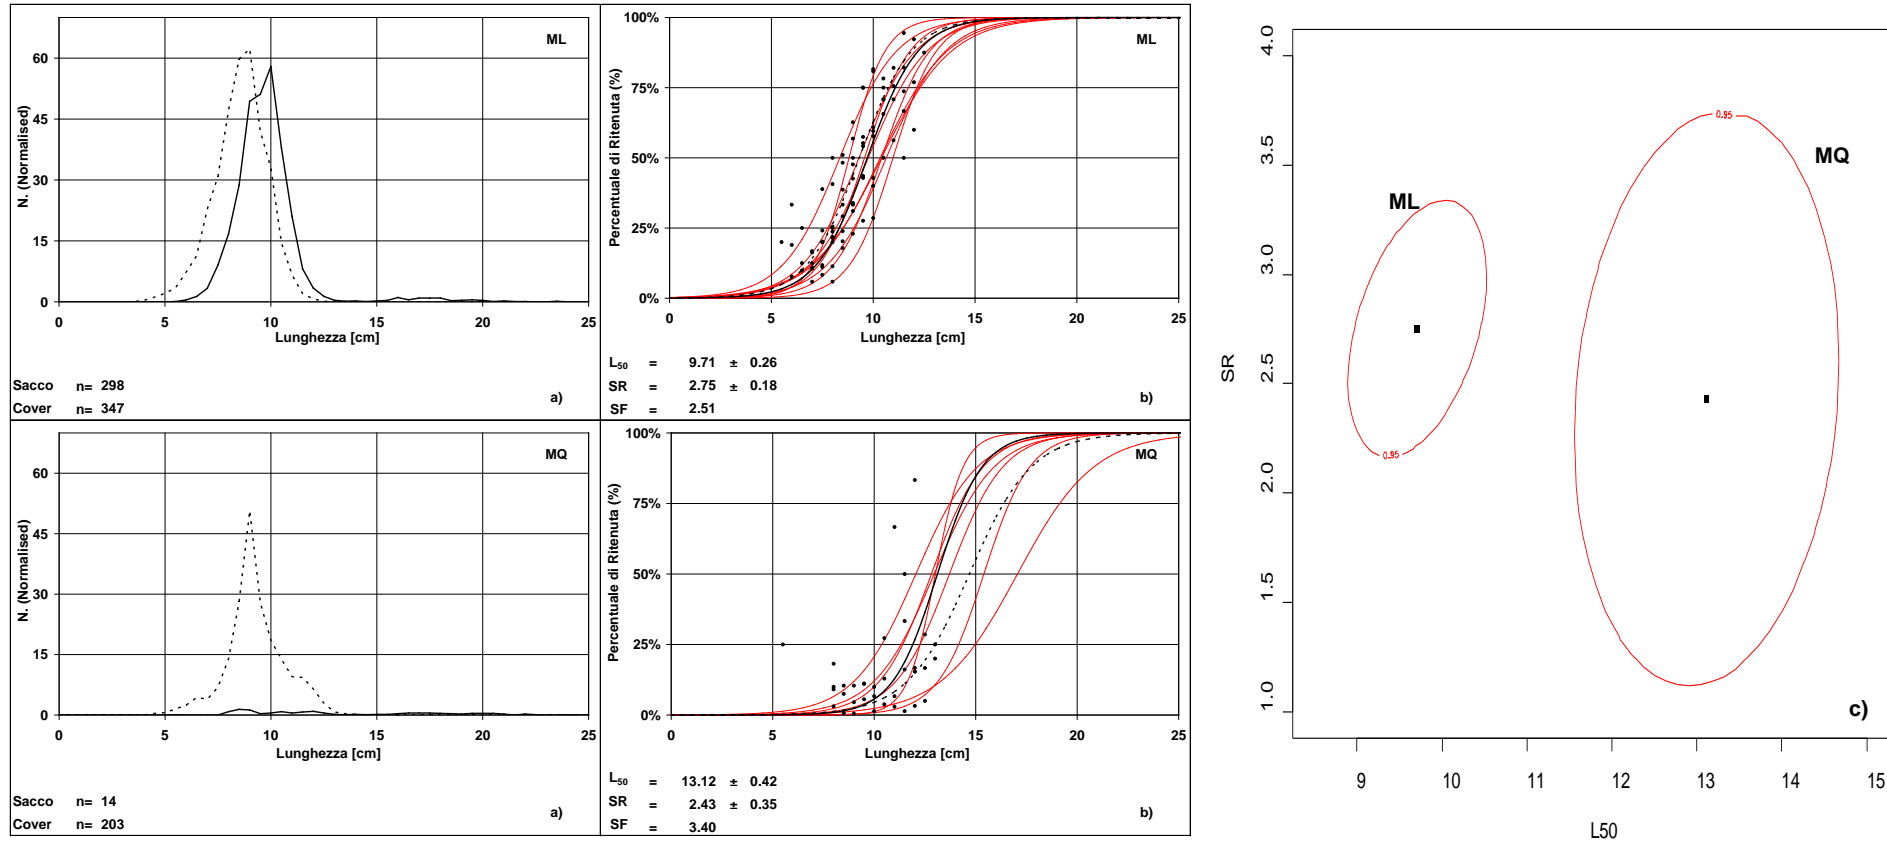 ML
60
45
30
15
0
N. (Normalised)
0 5 10 15 20 25
Lunghezza [cm]
Sacco n= 298
Cover n= 347
a)
ML
100%
75%
50%
25%
0%
Percentuale di Ritenuta (%)
0 5 10 15 20 25
Lunghezza [cm]
L50 = 9.71 ± 0.26
SR = 2.75 ± 0.18
SF = 2.51
b)
MQ
60
45
30
15
0
N. (Normalised)
0 5 10 15 20 25
Lunghezza [cm]
Sacco n= 14
Cover n= 203
a)
MQ
100%
75%
50%
25%
0%
Percentuale di Ritenuta (%)
0 5 10 15 20 25
Lunghezza [cm]
L50 = 13.12 ± 0.42
SR = 2.43 ± 0.35
SF = 3.40
b)
4.0
3.5
3.0
2.5
2.0
1.5
1.0
SR
0.95
MQ
ML
0.95
c)
9 10 11 12 13 14 15
L50